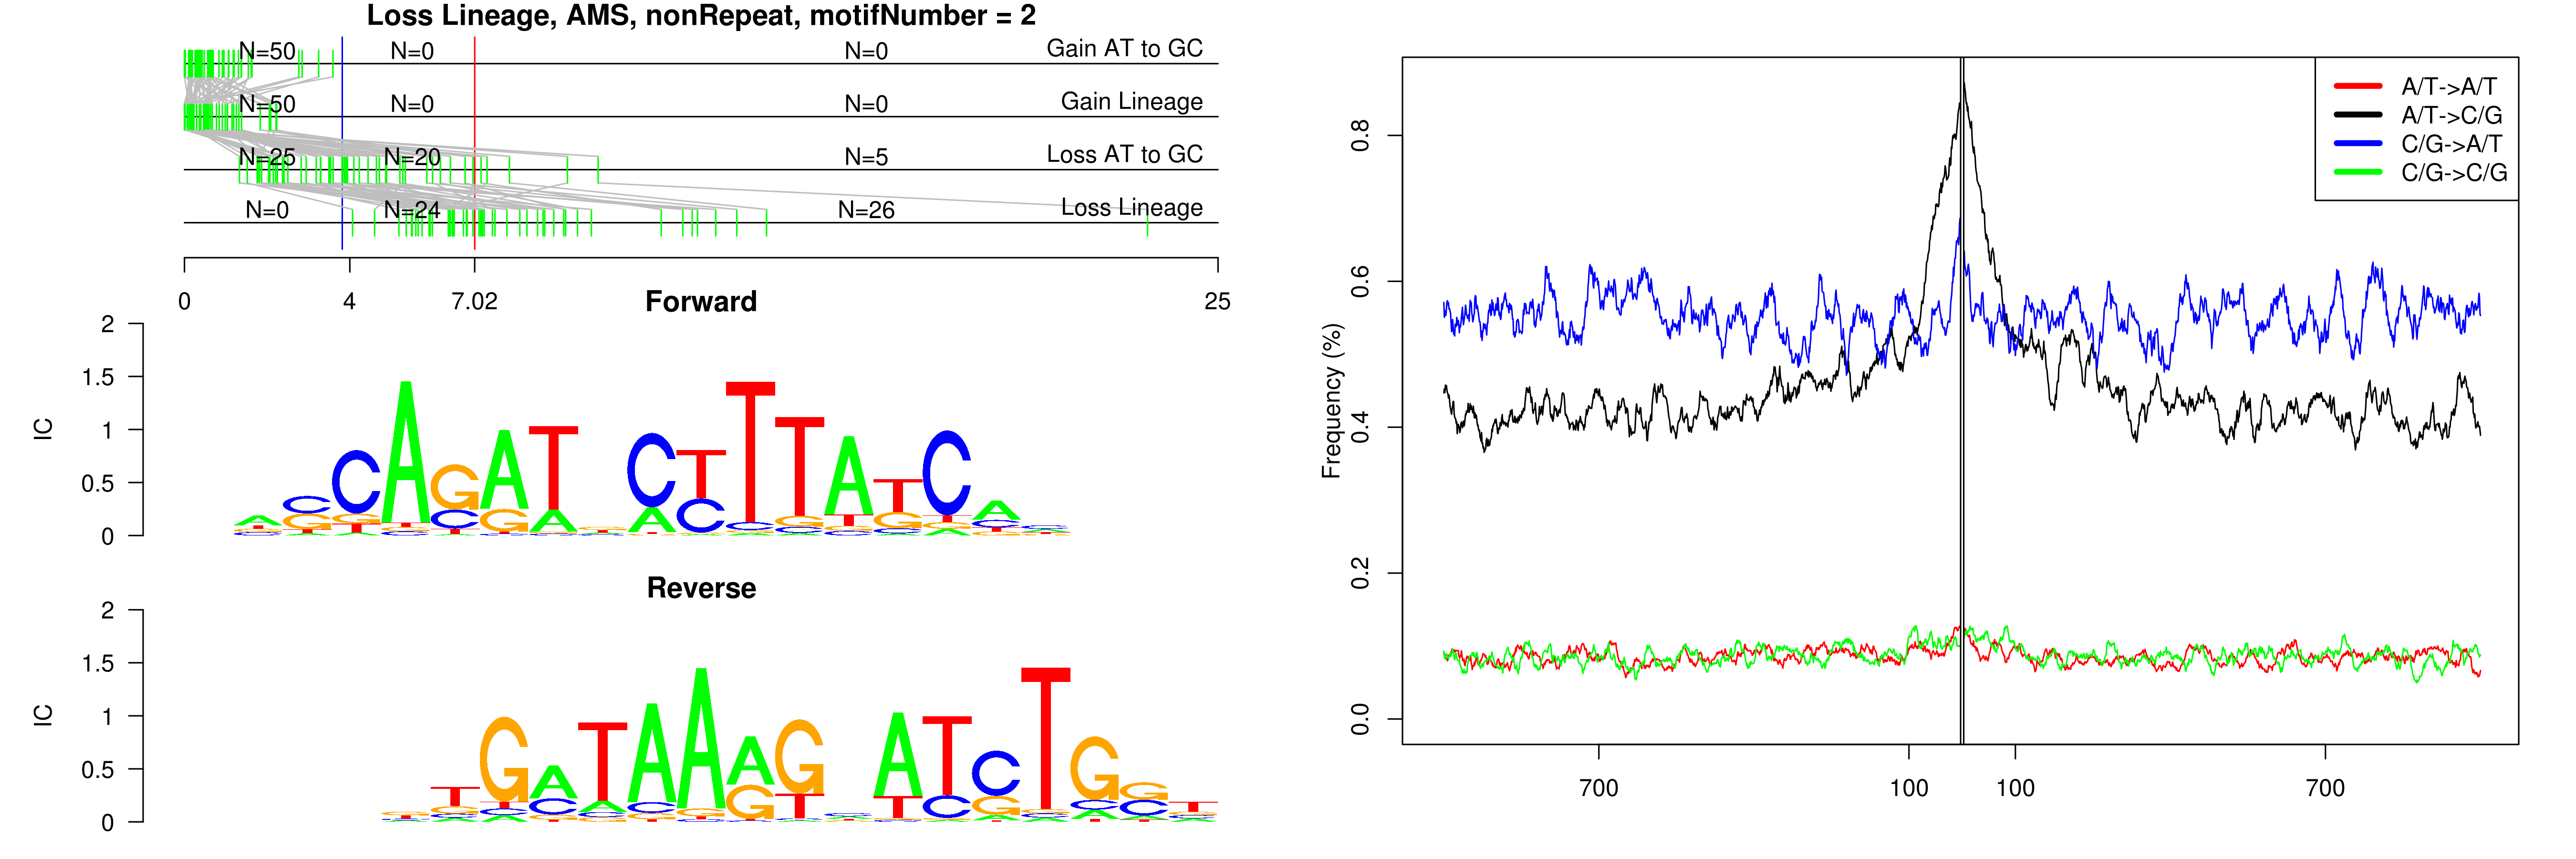 Loss Lineage, AMS, nonRepeat, motifNumber = 2
N=50 N=0 N=0 Gain AT to GC
N=50 N=0 N=0 Gain Lineage
N=25 N=20 N=5 Loss AT to GC
N=0 N=24 N=26 Loss Lineage
0 4 7.02 25
Forward
IC
2
1.5
1
0.5
0
Reverse
IC
2
1.5
1
0.5
0
Frequency (%)
0.8
0.6
0.4
0.2
0.0
700 100 100 700
A/T->A/T
A/T->C/G
C/G->A/T
C/G->C/G